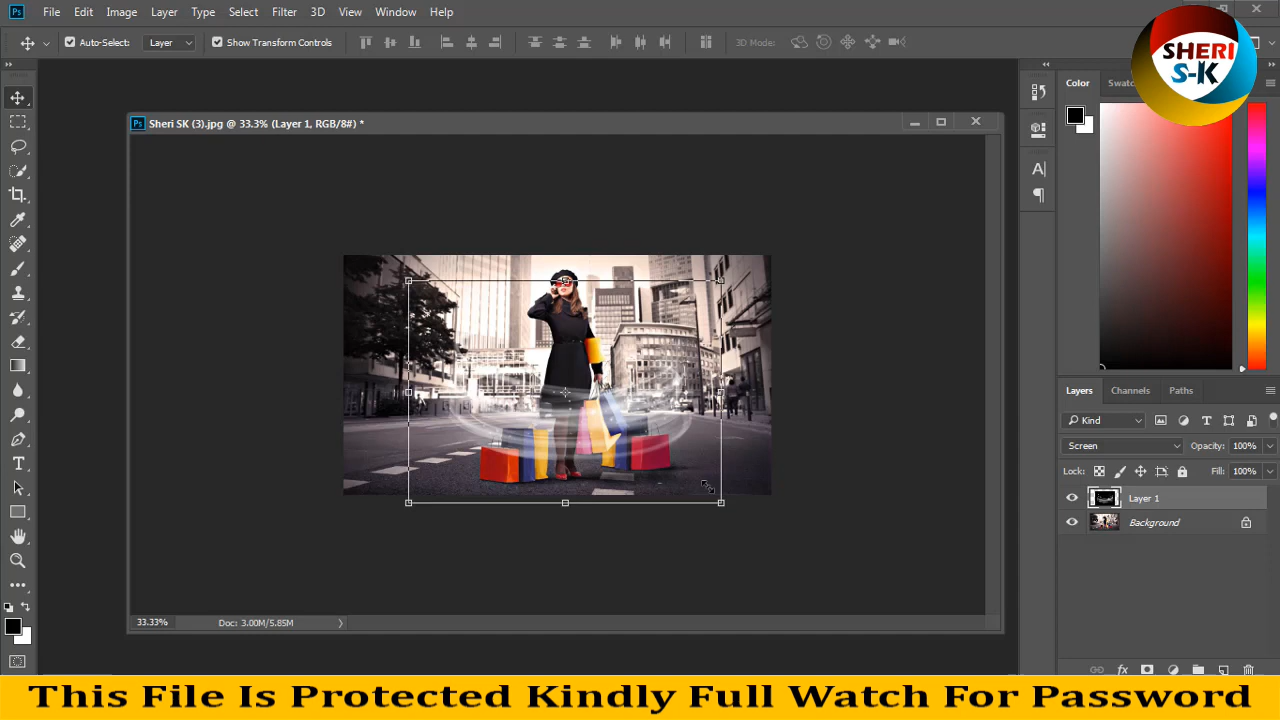 Ps File Edit Image Layer Type Select Filter 3D View Window Help
Auto-Select: Layer Show Transform Controls 3D Mode:
SHERI
S-K
Color Swatc
Ps Sheri SK (3).jpg @ 33.3% (Layer 1, RGB/8#) *
Layers Channels Paths
Kind
Screen Opacity: 100%
Lock: Fill: 100%
Layer 1
Background
33.33% Doc: 3.00M/5.85M
This File Is Protected Kindly Full Watch For Password